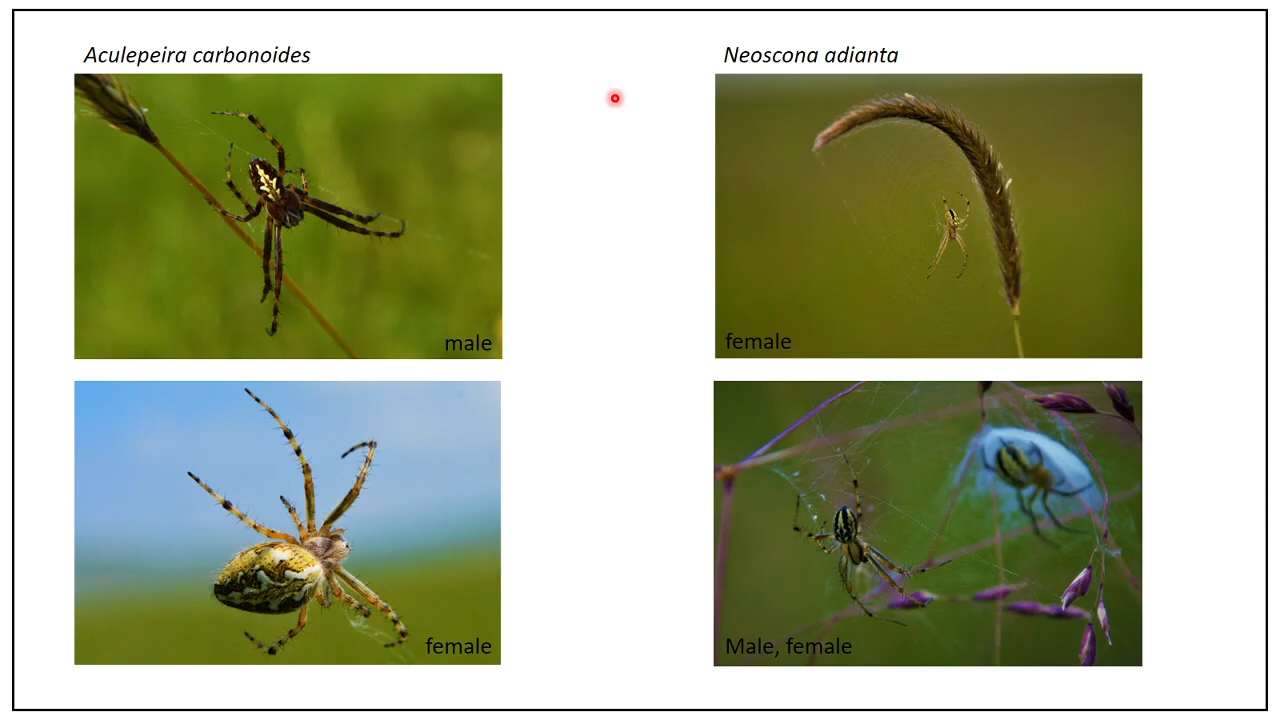 Aculepeira carbonoides
Neoscona adianta
male
female
female
Male, female